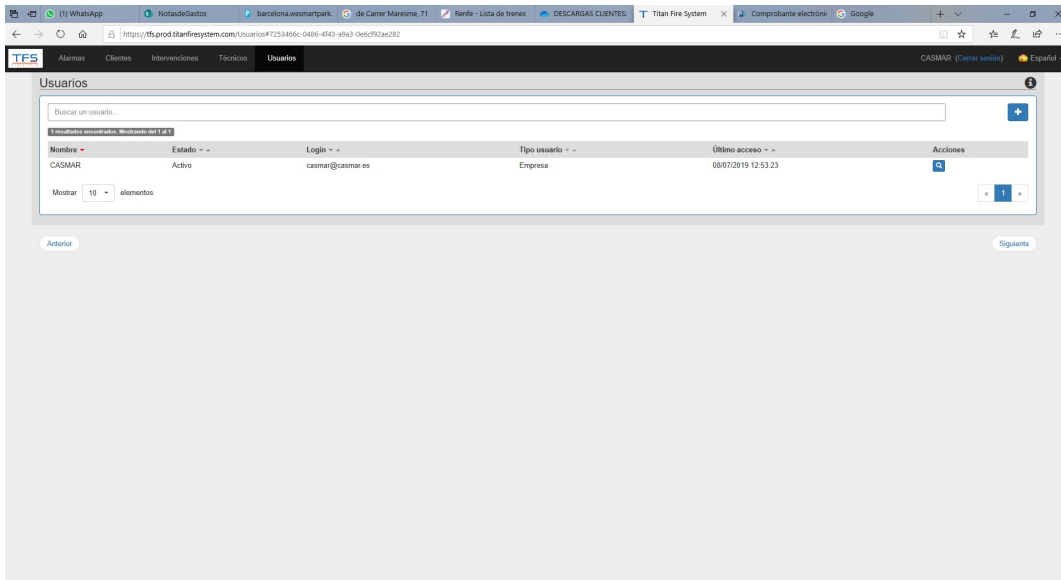 (1) WhatsApp NotasdeGastos barcelona.wesmartpark. de Carrer Maresme, 71 Renfe - Lista de trenes DESCARGAS CLIENTES: Titan Fire System Comprobante electróni Google
https://tfs.prod.titanfiresystem.com/Usuarios#7253466c-0486-4f43-a9a3-0e6cf92ae282
TFS Alarmas Clientes Intervenciones Técnicos Usuarios CASMAR (Cerrar sesión) Español
Usuarios
Buscar un usuario...
1 resultados encontrados. Mostrando del 1 al 1
Nombre Estado Login Tipo usuario Último acceso Acciones
CASMAR Activo casmar@casmar.es Empresa 08/07/2019 12:53:23
Mostrar 10 elementos « 1 »
Anterior Siguiente